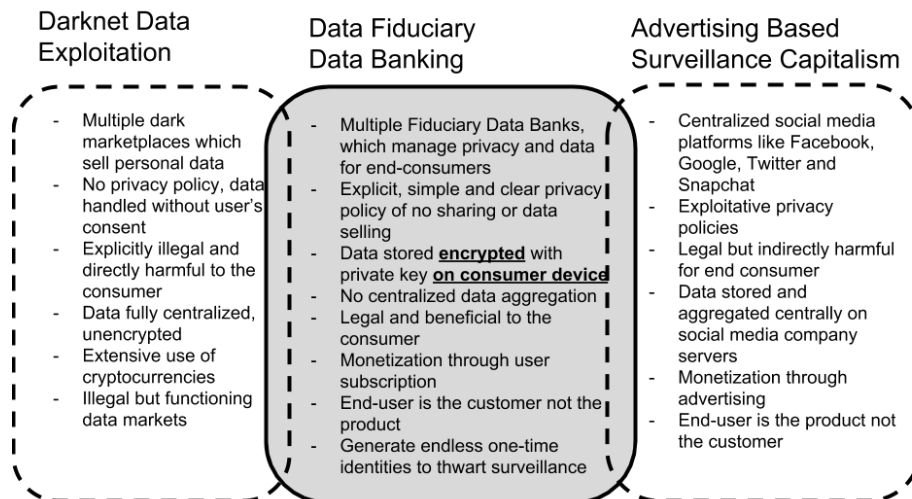 Darknet Data
Exploitation
- Multiple dark
marketplaces which
sell personal data
- No privacy policy, data
handled without user's
consent
- Explicitly illegal and
directly harmful to the
consumer
- Data fully centralized,
unencrypted
- Extensive use of
cryptocurrencies
- Illegal but functioning
data markets
Data Fiduciary
Data Banking
- Multiple Fiduciary Data Banks,
which manage privacy and data
for end-consumers
- Explicit, simple and clear privacy
policy of no sharing or data
selling
- Data stored encrypted with
private key on consumer device
- No centralized data aggregation
- Legal and beneficial to the
consumer
- Monetization through user
subscription
- End-user is the customer not the
product
- Generate endless one-time
identities to thwart surveillance
Advertising Based
Surveillance Capitalism
- Centralized social media
platforms like Facebook,
Google, Twitter and
Snapchat
- Exploitative privacy
policies
- Legal but indirectly harmful
for end consumer
- Data stored and
aggregated centrally on
social media company
servers
- Monetization through
advertising
- End-user is the product not
the customer